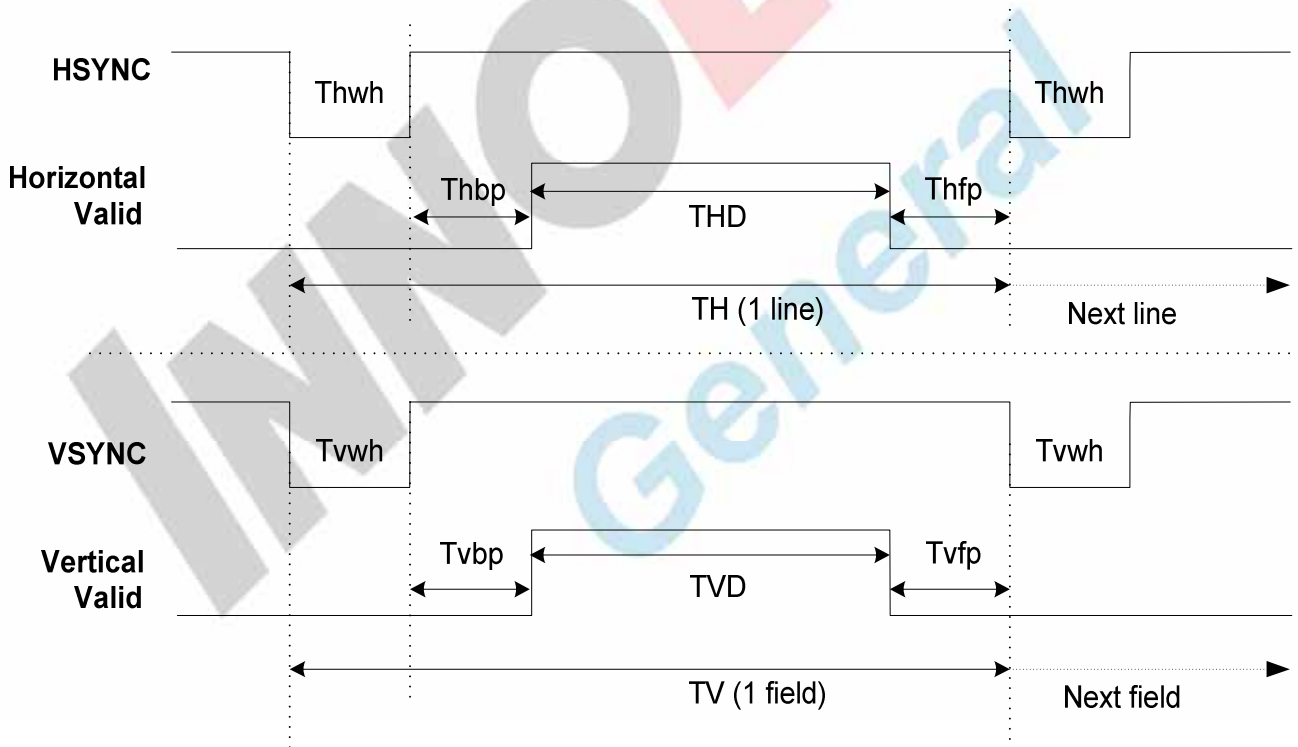 HSYNC
Thwh
Thwh
Horizontal
Valid
Thbp
THD
Thfp
TH (1 line)
Next line
VSYNC
Tvwh
Tvwh
Vertical
Valid
Tvbp
TVD
Tvfp
TV (1 field)
Next field
INNO
General